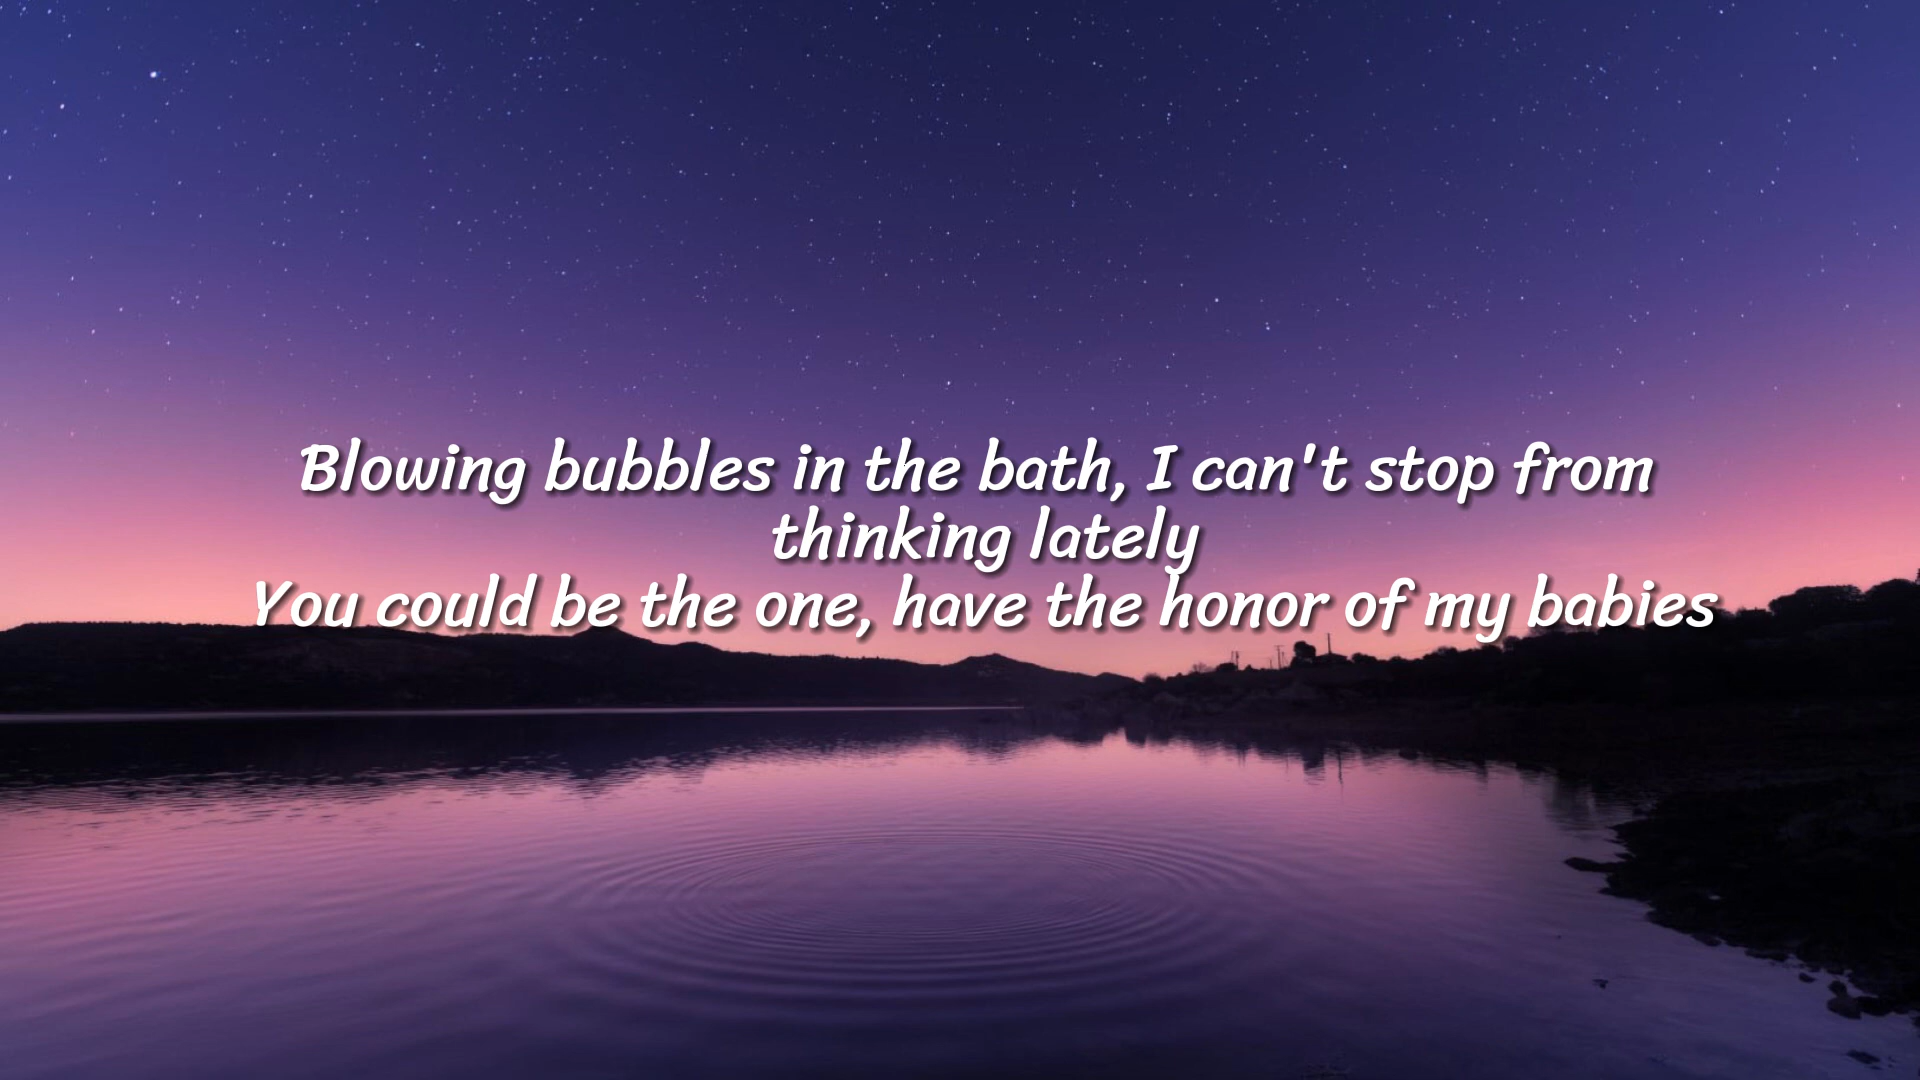 Blowing bubbles in the bath, I can't stop from
thinking lately
You could be the one, have the honor of my babies